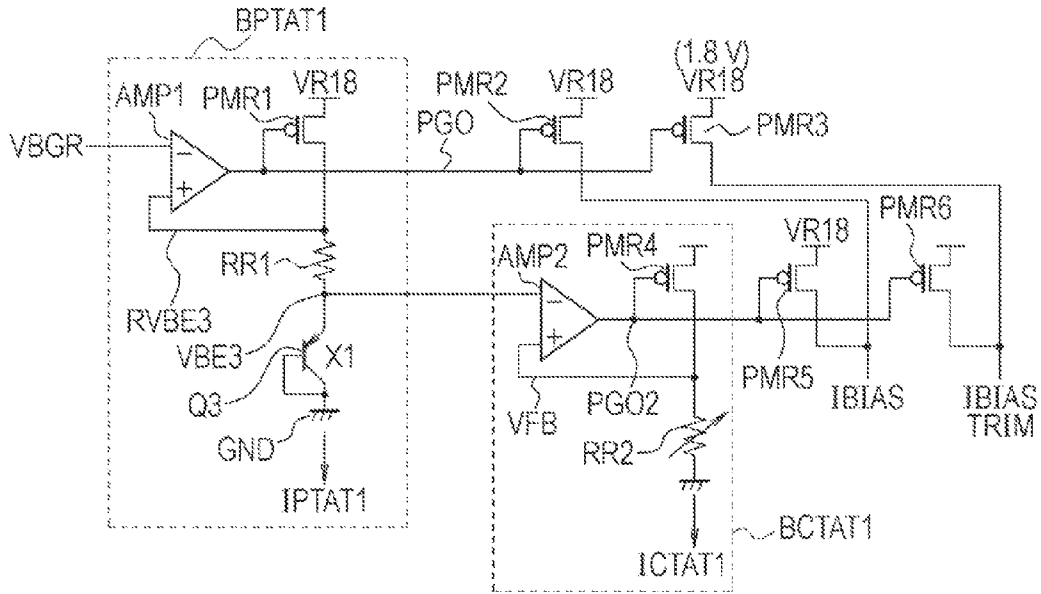 BPTAT1
(1.8 V)
AMP1
PMR1
VR18
PMR2
VR18
VR18
VBGR
PGO
PMR3
PMR6
RR1
AMP2
PMR4
VR18
RVBE3
VBE3
X1
Q3
GND
VFB
PGO2
PMR5
IBIAS
IBIAS
TRIM
RR2
IPTAT1
BCTAT1
ICTAT1